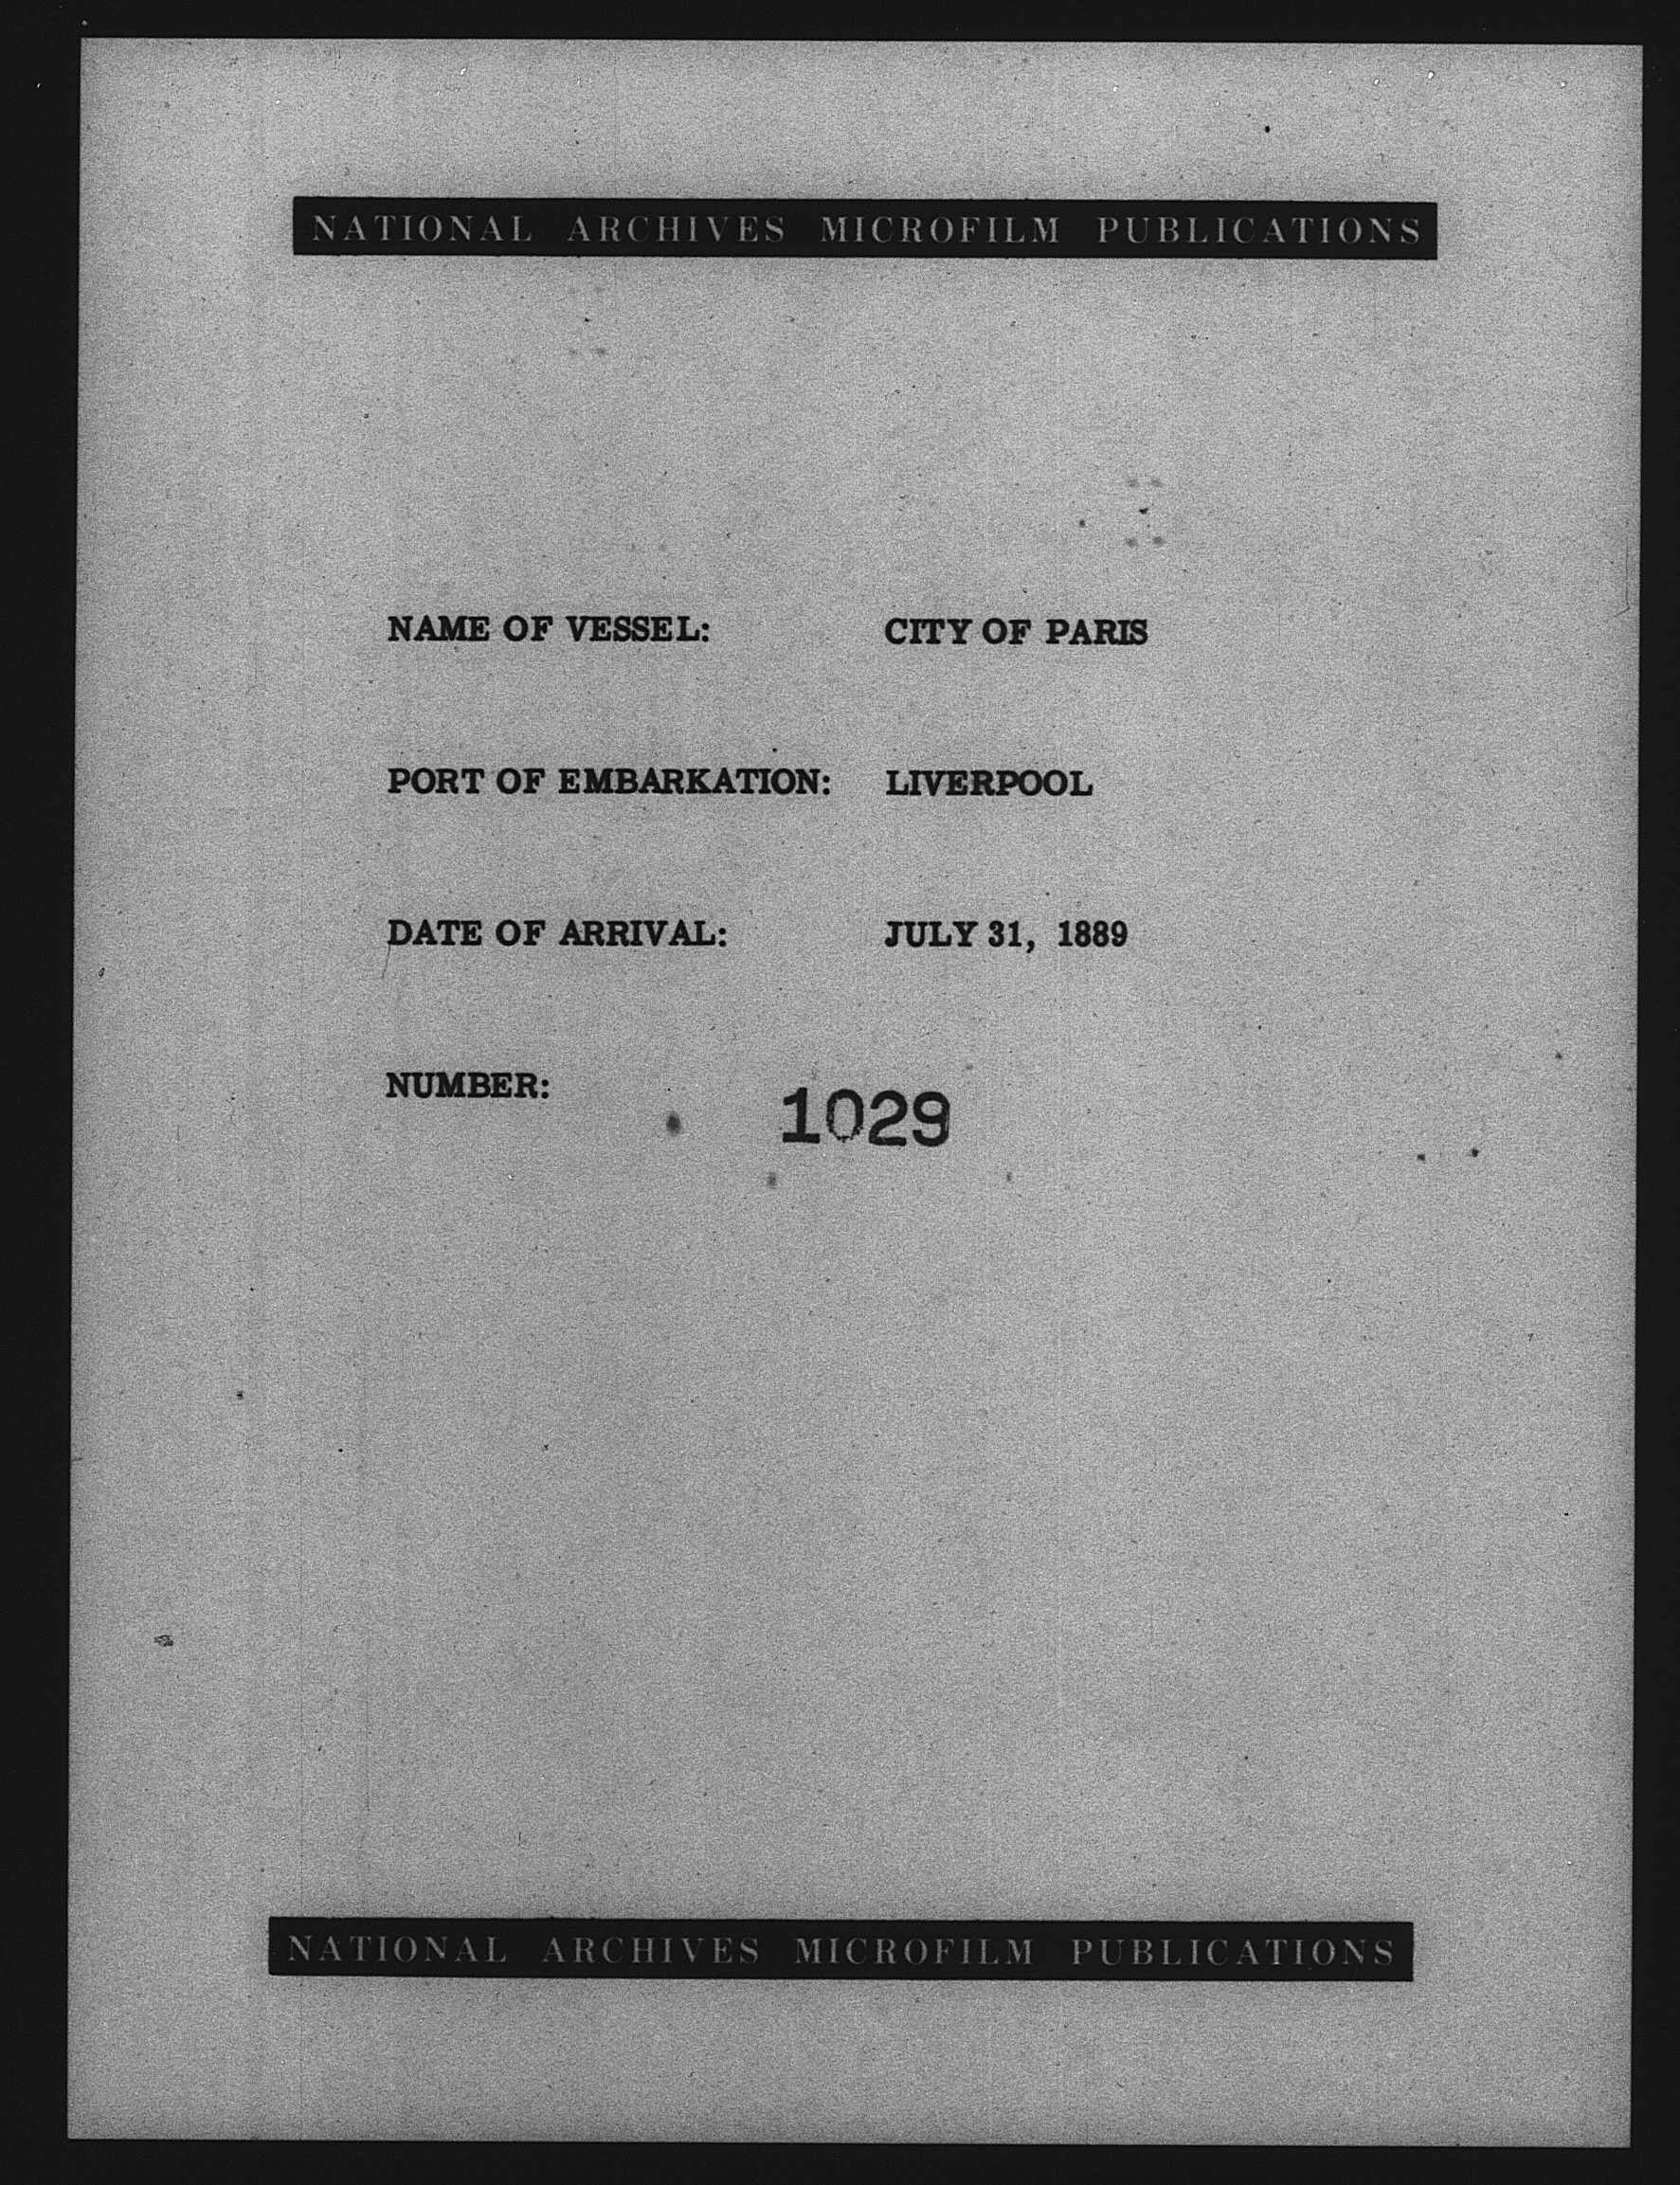 NATIONAL ARCHIVES MICROFILM PUBLICATIONS
NAME OF VESSEL: CITY OF PARIS
PORT OF EMBARKATION: LIVERPOOL
DATE OF ARRIVAL: JULY 31, 1889
NUMBER: 1029
NATIONAL ARCHIVES MICROFILM PUBLICATIONS